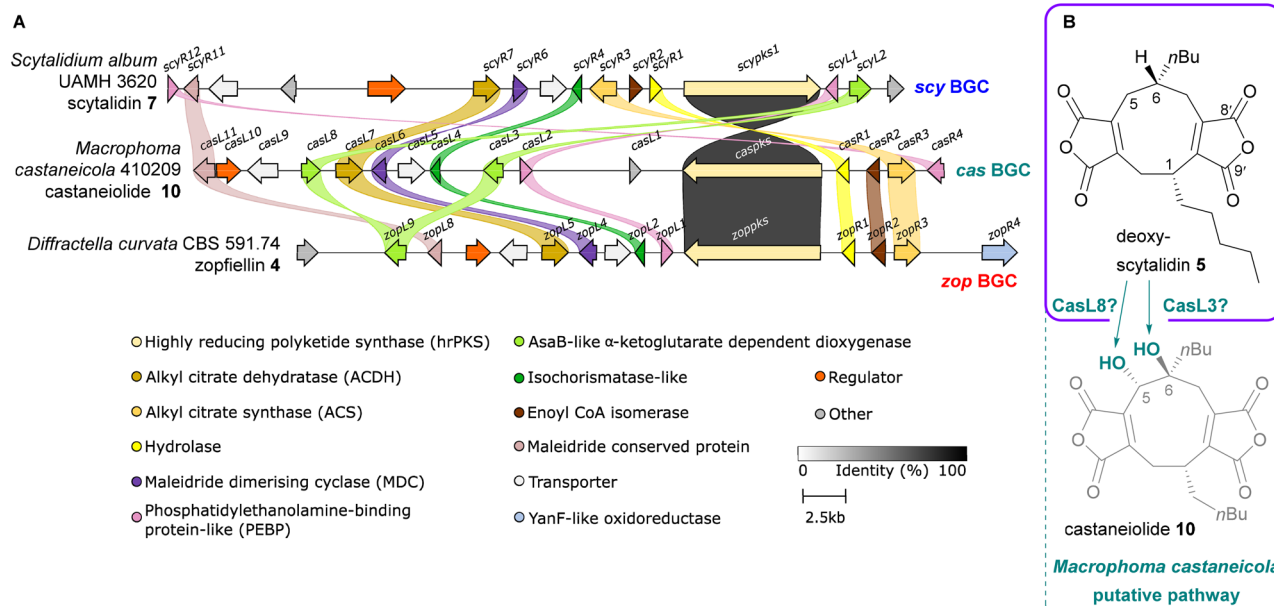 A
Scytalidium album
UAMH 3620
scytalidin 7
scyR12
scyR11
scyR7
scyR6
scyR4
scyR3
scyR2
scyR1
scypks1
scyL1
scyL2
scy BGC
Macrophoma
castaneicola 410209
castaneiolide 10
casL11
casL10
casL9
casL8
casL7
casL6
casL5
casL4
casL3
casL2
casL1
caspks
casR1
casR2
casR3
casR4
cas BGC
Diffractella curvata CBS 591.74
zopfiellin 4
zopL9
zopL8
zopL5
zopL4
zopL2
zopL1
zoppks
zopR1
zopR2
zopR3
zopR4
zop BGC
Highly reducing polyketide synthase (hrPKS)
Alkyl citrate dehydratase (ACDH)
Alkyl citrate synthase (ACS)
Hydrolase
Maleidride dimerising cyclase (MDC)
Phosphatidylethanolamine-binding
protein-like (PEBP)
AsaB-like α-ketoglutarate dependent dioxygenase
Isochorismatase-like
Enoyl CoA isomerase
Maleidride conserved protein
Transporter
YanF-like oxidoreductase
Regulator
Other
0 Identity (%) 100
2.5kb
B
H
nBu
5
6
O
O
8′
O
O
1
9′
O
O
deoxy-
scytalidin 5
CasL8?
CasL3?
HO
HO
nBu
5
6
O
O
O
O
O
O
nBu
castaneiolide 10
Macrophoma castaneicola
putative pathway